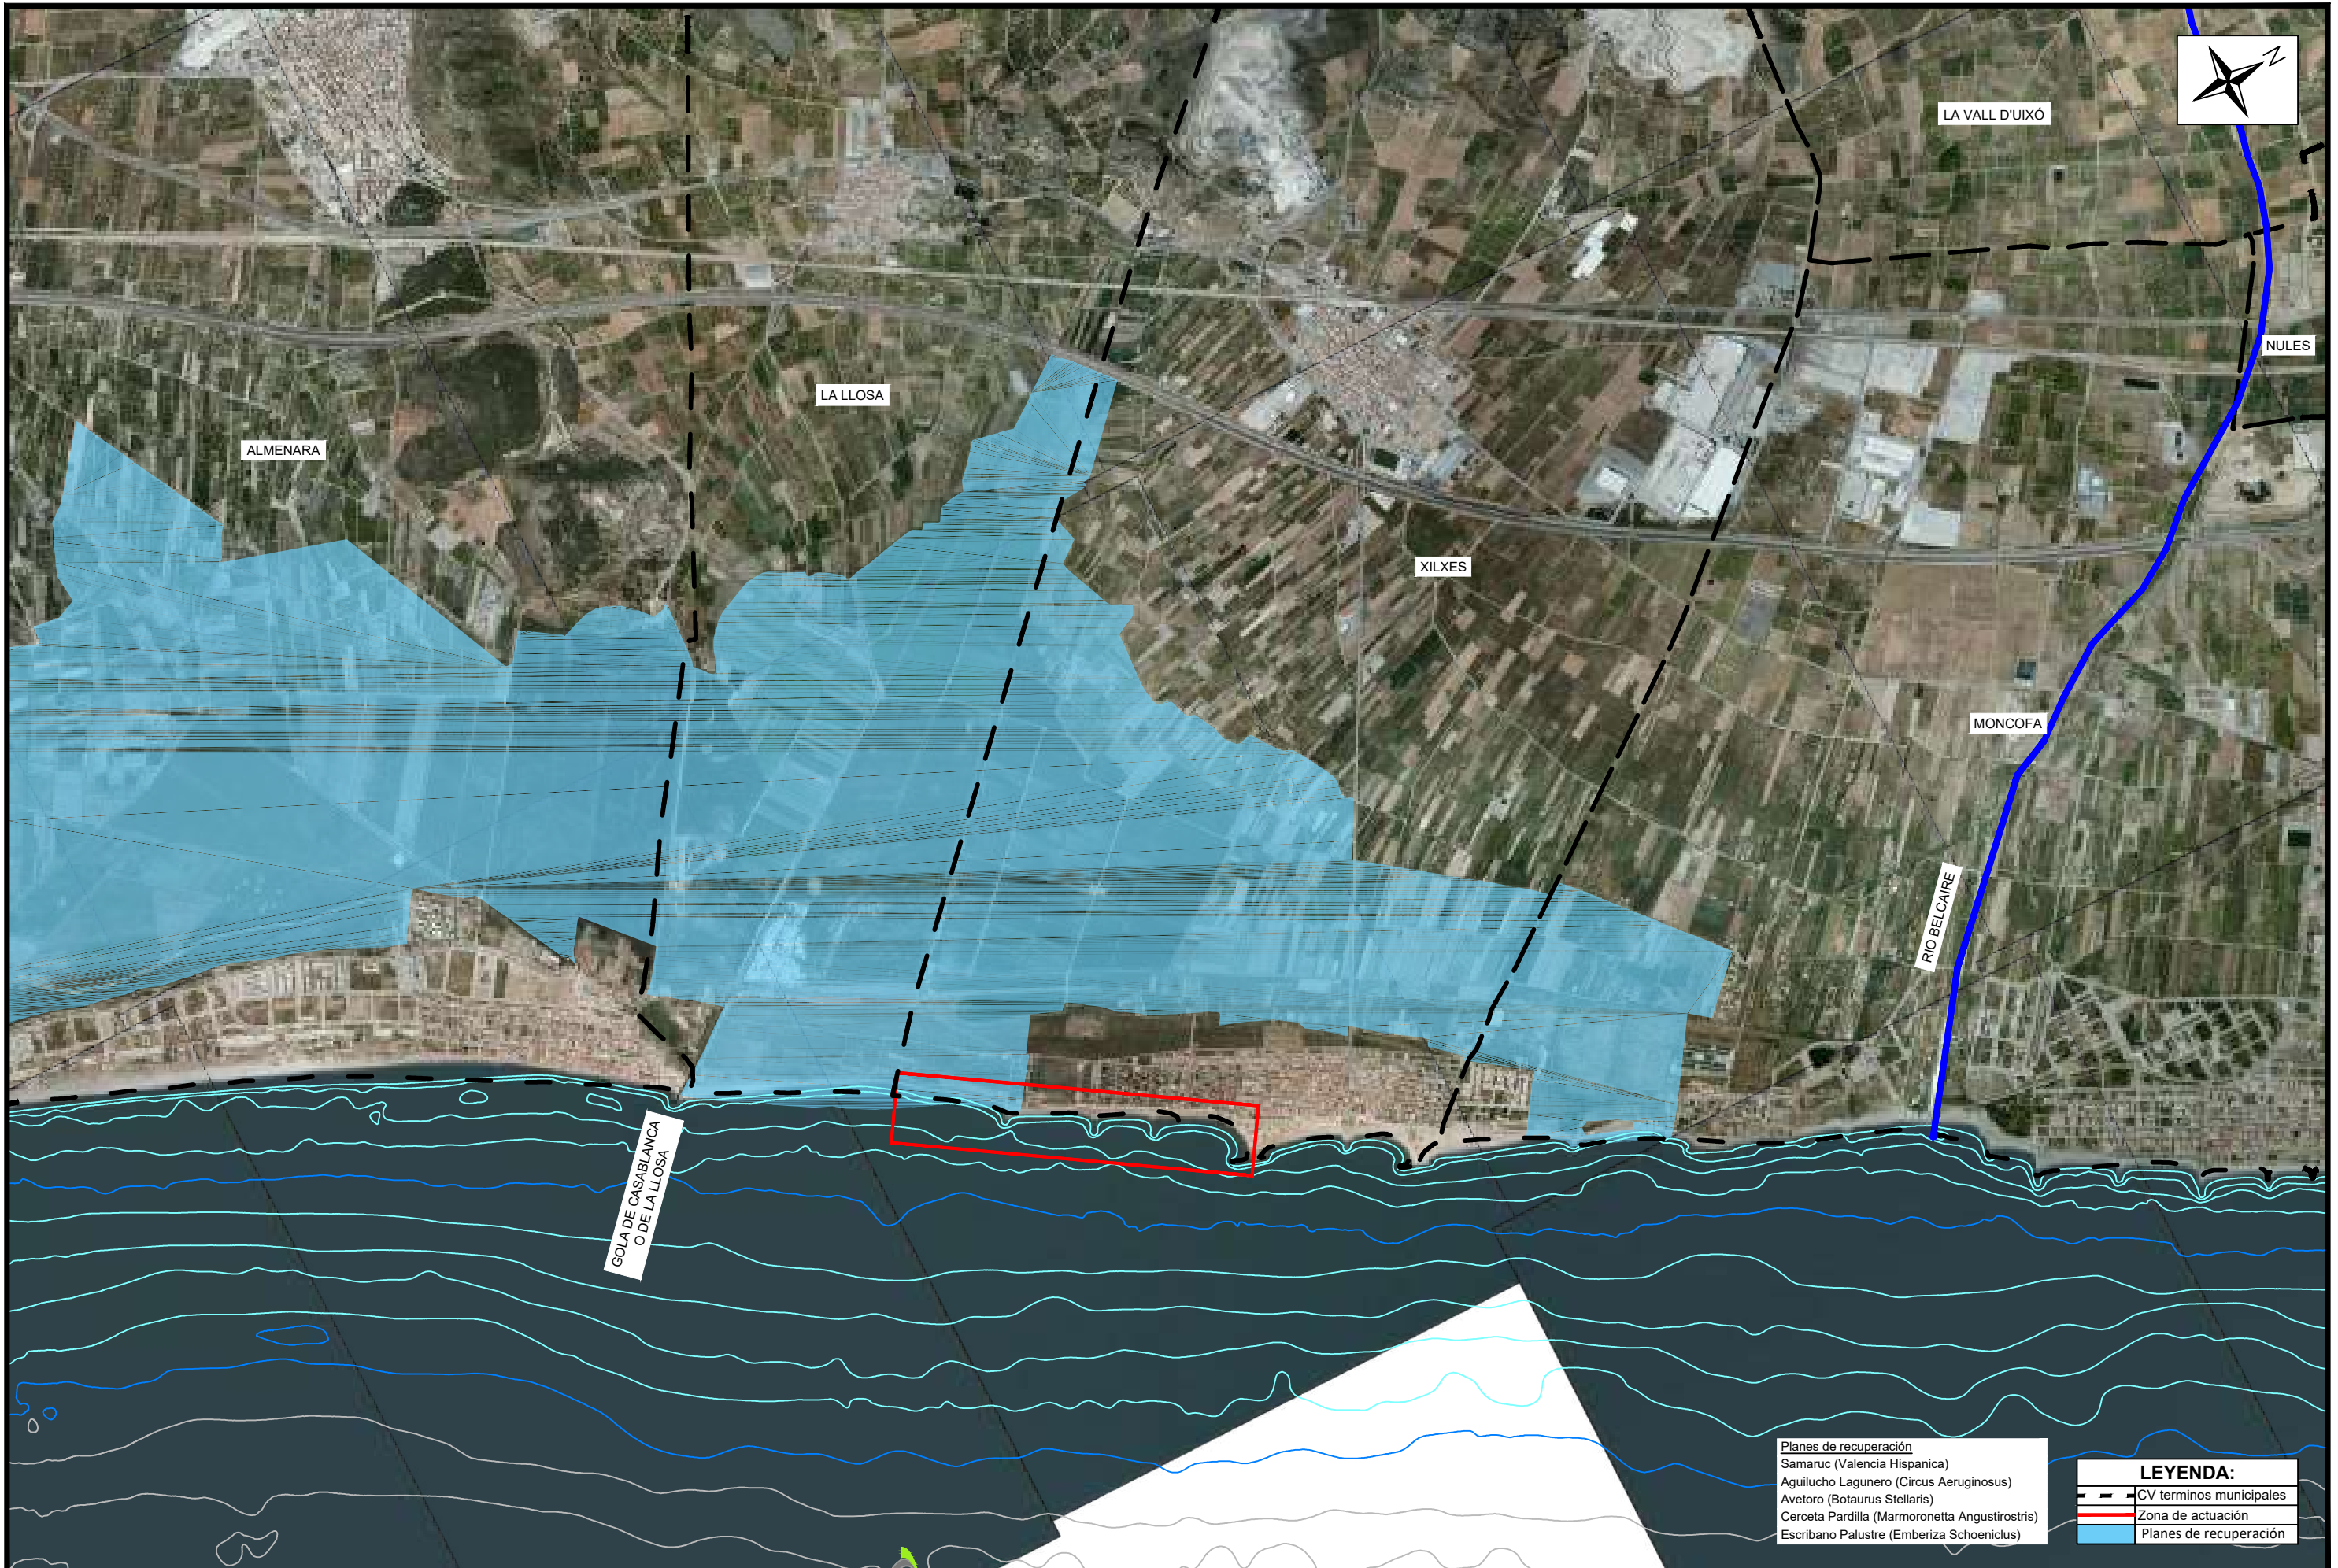 N
LA VALL D'UIXÓ
NULES
LA LLOSA
ALMENARA
XILXES
MONCOFA
RIO BELCAIRE
GOLA DE CASABLANCA
O DE LA LLOSA
Planes de recuperación
Samaruc (Valencia Hispanica)
Aguilucho Lagunero (Circus Aeruginosus)
Avetoro (Botaurus Stellaris)
Cerceta Pardilla (Marmoronetta Angustirostris)
Escribano Palustre (Emberiza Schoeniclus)
LEYENDA:
CV terminos municipales
Zona de actuación
Planes de recuperación